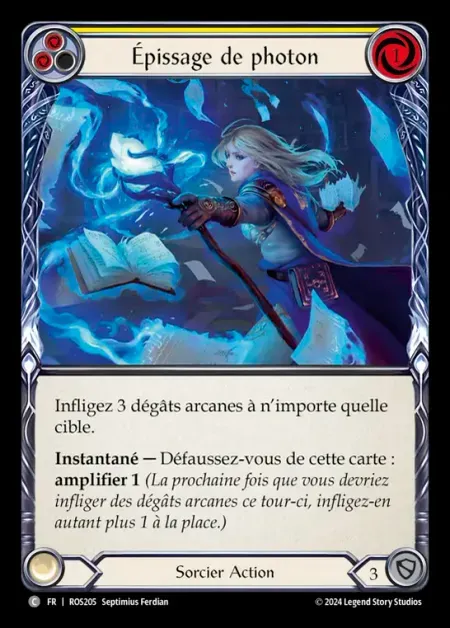 Épissage de photon
1
Infligez 3 dégâts arcanes à n'importe quelle
cible.
Instantané — Défaussez-vous de cette carte :
amplifier 1 (La prochaine fois que vous devriez
infliger des dégâts arcanes ce tour-ci, infligez-en
autant plus 1 à la place.)
Sorcier Action
3
C FR | ROS205 Septimius Ferdian
© 2024 Legend Story Studios